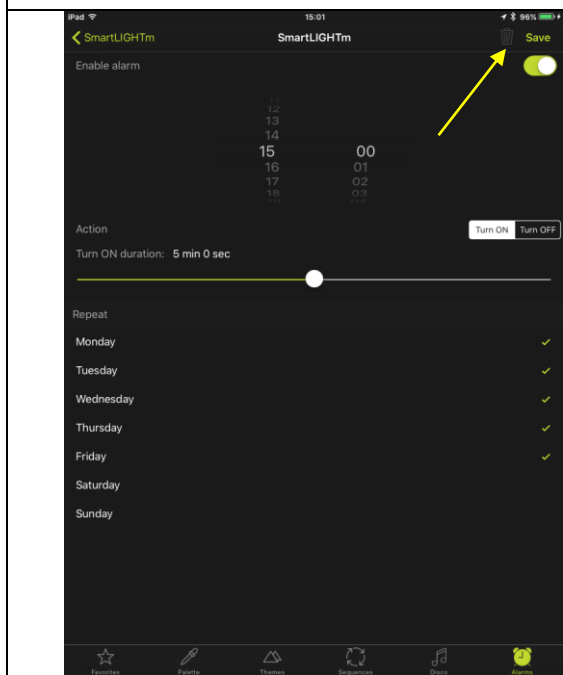 iPad 15:01 96%
SmartLIGHTm SmartLIGHTm Save
Enable alarm
12
13
14
15 00
16 01
17 02
18 03
Action Turn ON Turn OFF
Turn ON duration: 5 min 0 sec
Repeat
Monday
Tuesday
Wednesday
Thursday
Friday
Saturday
Sunday
Favorites Palette Themes Sequences Disco Alarms